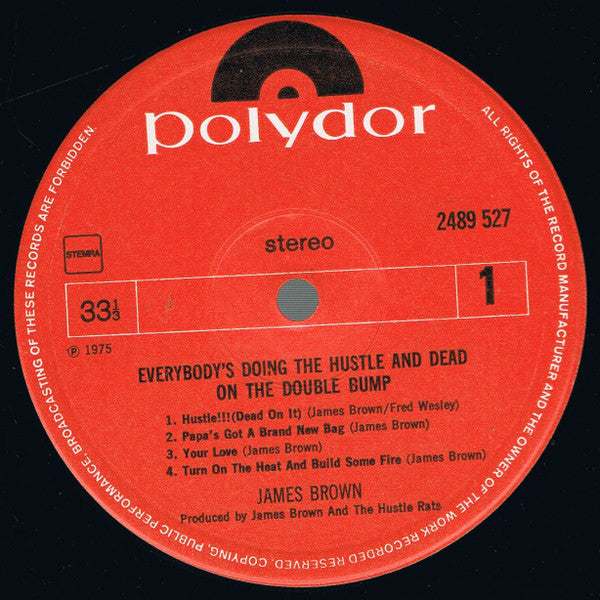 polydor
2489 527
stereo
STEMRA
33 1/3
1
℗ 1975
EVERYBODY'S DOING THE HUSTLE AND DEAD
ON THE DOUBLE BUMP
1. Hustle!!!(Dead On It) (James Brown/Fred Wesley)
2. Papa's Got A Brand New Bag (James Brown)
3. Your Love (James Brown)
4. Turn On The Heat And Build Some Fire (James Brown)
JAMES BROWN
Produced by James Brown And The Hustle Rats
ALL RIGHTS OF THE RECORD MANUFACTURER AND OF THE OWNER OF THE WORK RECORDED RESERVED. COPYING, PUBLIC PERFORMANCE, BROADCASTING OF THESE RECORDS ARE FORBIDDEN.